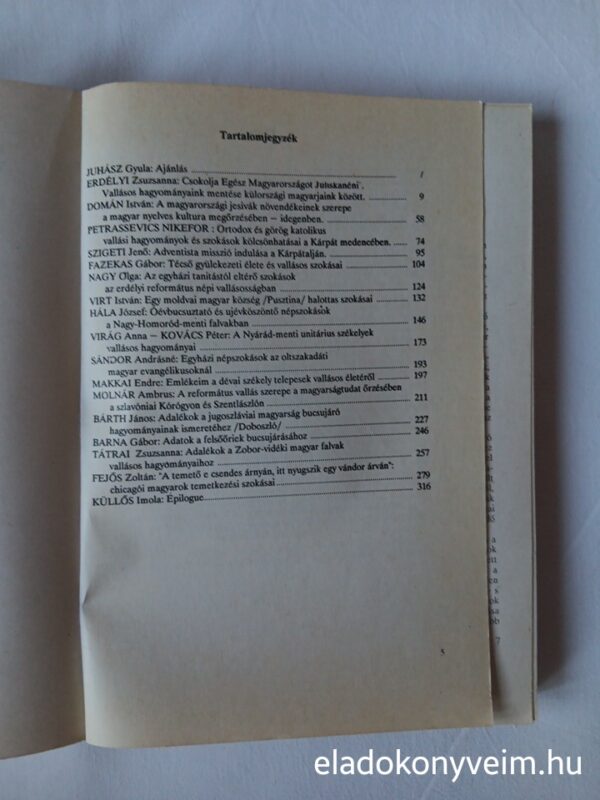 Tartalomjegyzék
JUHÁSZ Gyula: Ajánlás 7
ERDÉLYI Zsuzsanna: Csokolja Egész Magyarországot Juhskanéni.
Vallásos hagyományaink mentése külországi magyarjaink között. 9
DOMÁN István: A magyarországi jesivák növendékeinek szerepe
a magyar nyelves kultura megőrzésében — idegenben. 58
PETRASSEVICS NIKEFOR: Ortodox és görög katolikus
vallási hagyományok és szokások kölcsönhatásai a Kárpát medencében. 74
SZIGETI Jenő: Adventista misszió indulása a Kárpátalján. 95
FAZEKAS Gábor: Técső gyülekezeti élete és vallásos szokásai 104
NAGY Olga: Az egyházi tanitástól eltérő szokások
az erdélyi református népi vallásosságban 124
VIRT István: Egy moldvai magyar község /Pusztina/ halottas szokásai 132
HÁLA József: Óévbucsuztató és ujévköszöntő népszokások
a Nagy-Homoród-menti falvakban 146
VIRÁG Anna — KOVÁCS Péter: A Nyárád-menti unitárius székelyek
vallásos hagyományai 173
SÁNDOR Andrásné: Egyházi népszokások az oltszakadáti
magyar evangélikusoknál 193
MAKKAI Endre: Emlékeim a dévai székely telepesek vallásos életéről 197
MOLNÁR Ambrus: A református vallás szerepe a magyarságtudat őrzésében
a szlavóniai Kórógyon és Szentlászlón 211
BÁRTH János: Adalékok a jugoszláviai magyarság bucsujáró
hagyományainak ismeretéhez /Doboszló/ 227
BARNA Gábor: Adatok a felsőőriek bucsujárásához 246
TÁTRAI Zsuzsanna: Adalékok a Zobor-vidéki magyar falvak
vallásos hagyományaihoz 257
FEJŐS Zoltán: "A temető e csendes árnyán, itt nyugszik egy vándor árván":
chicagói magyarok temetkezési szokásai 279
KÜLLŐS Imola: Epilogue 316
5
7
eladokonyveim.hu